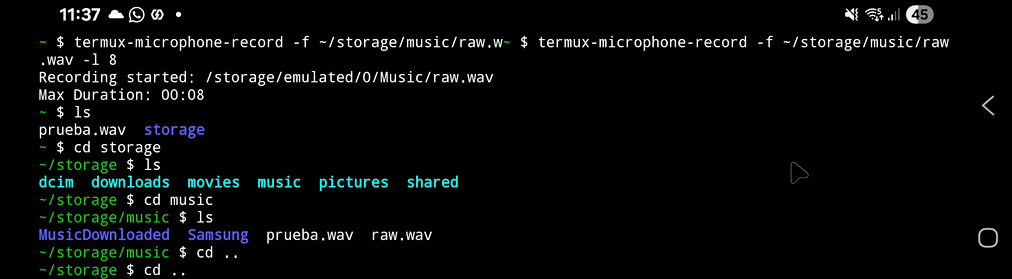 11:37
45
~ $ termux-microphone-record -f ~/storage/music/raw.w~ $ termux-microphone-record -f ~/storage/music/raw
.wav -l 8
Recording started: /storage/emulated/0/Music/raw.wav
Max Duration: 00:08
~ $ ls
prueba.wav  storage
~ $ cd storage
~/storage $ ls
dcim  downloads  movies  music  pictures  shared
~/storage $ cd music
~/storage/music $ ls
MusicDownloaded  Samsung  prueba.wav  raw.wav
~/storage/music $ cd ..
~/storage $ cd ..